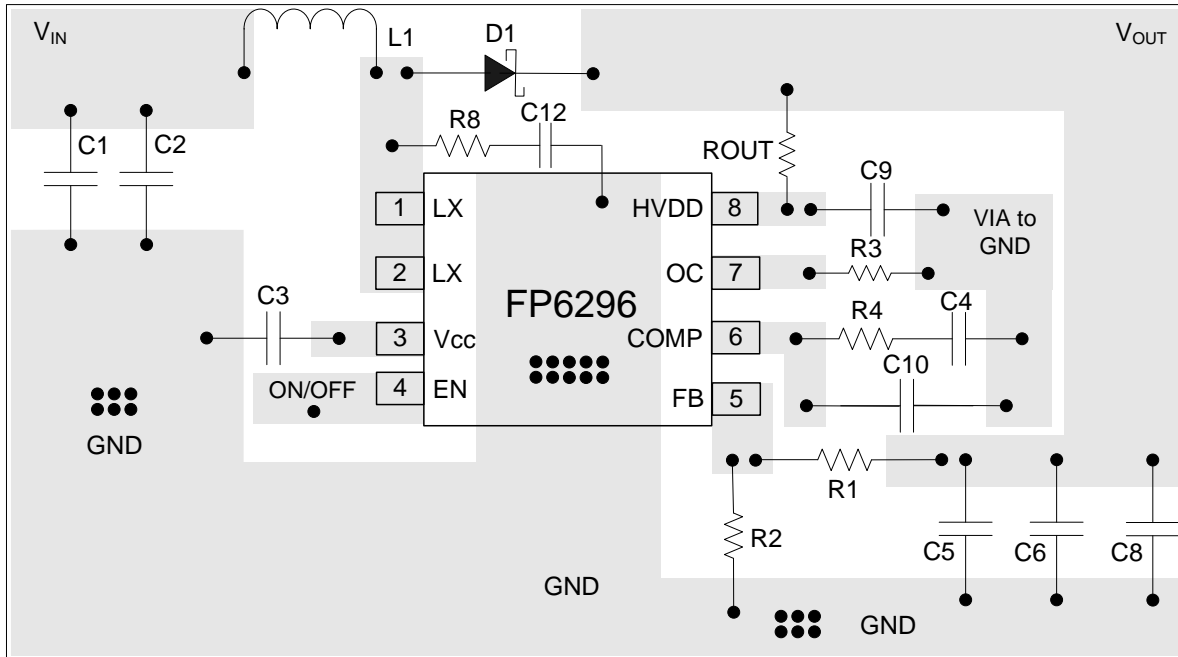 VIN
L1
D1
VOUT
C1
C2
R8
C12
ROUT
C9
1
LX
HVDD
8
VIA to
GND
2
LX
OC
7
R3
C3
FP6296
R4
C4
3
Vcc
COMP
6
C10
ON/OFF
4
EN
FB
5
GND
R1
R2
C5
C6
C8
GND
GND